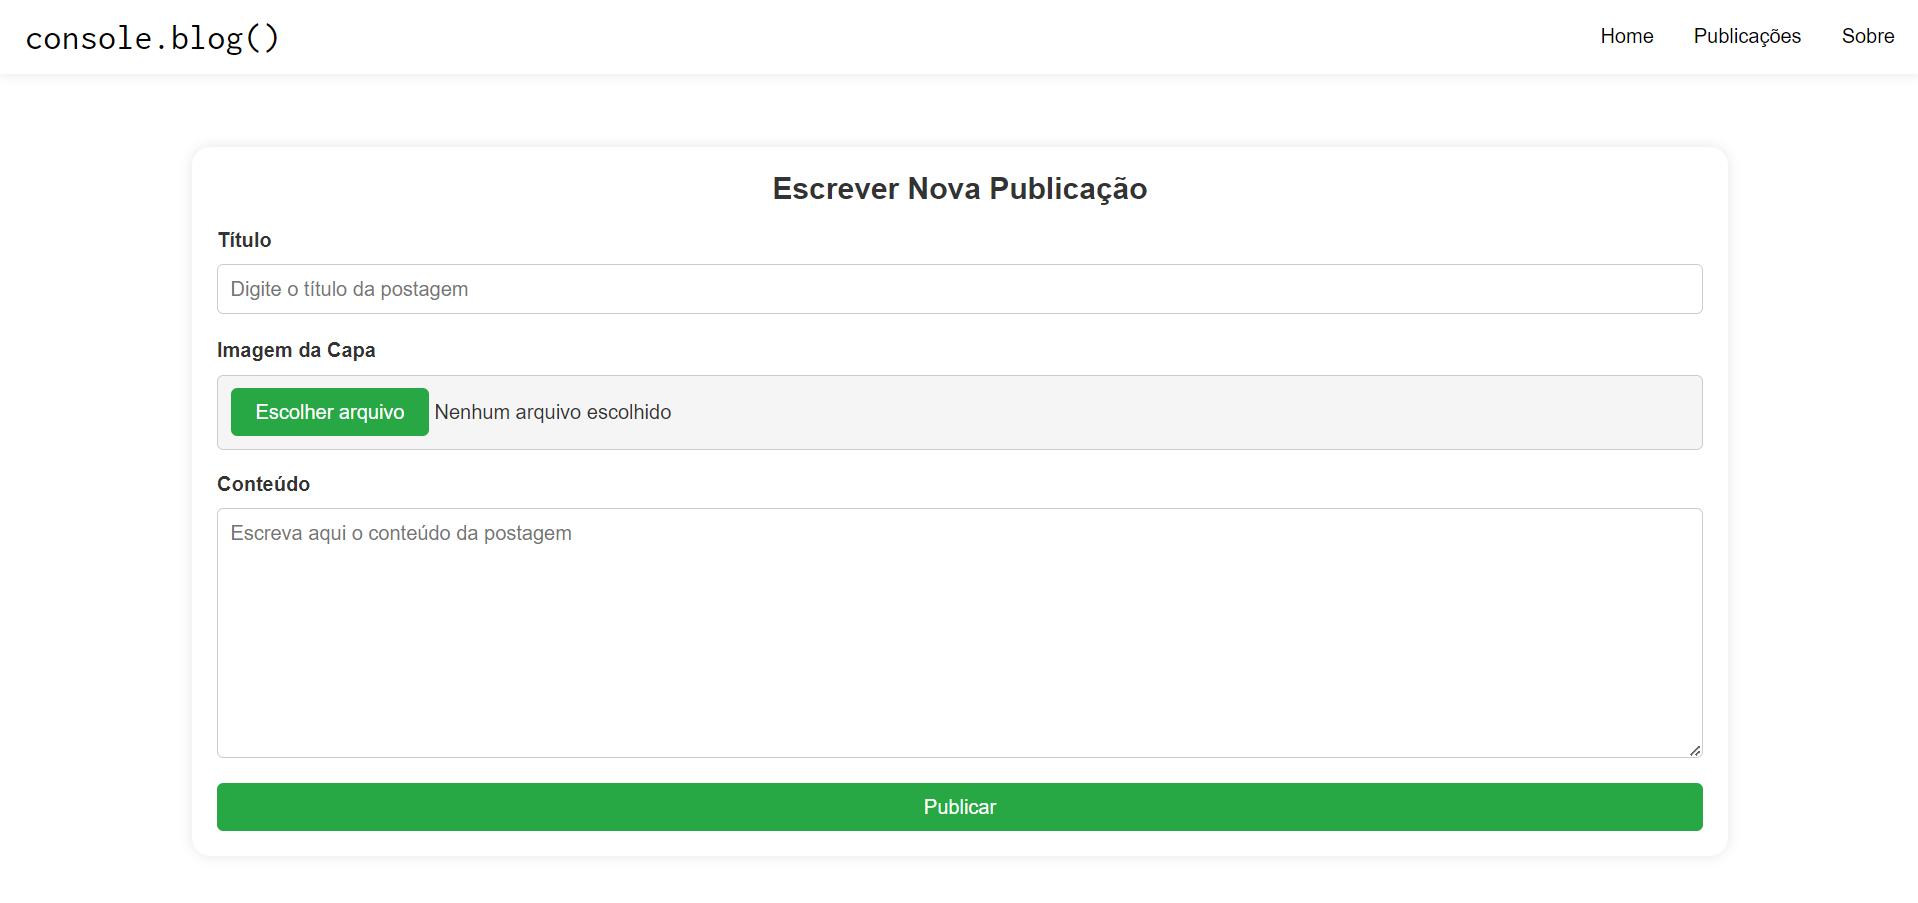 console.blog()
Home Publicações Sobre
Escrever Nova Publicação
Título
Digite o título da postagem
Imagem da Capa
Escolher arquivo Nenhum arquivo escolhido
Conteúdo
Escreva aqui o conteúdo da postagem
Publicar